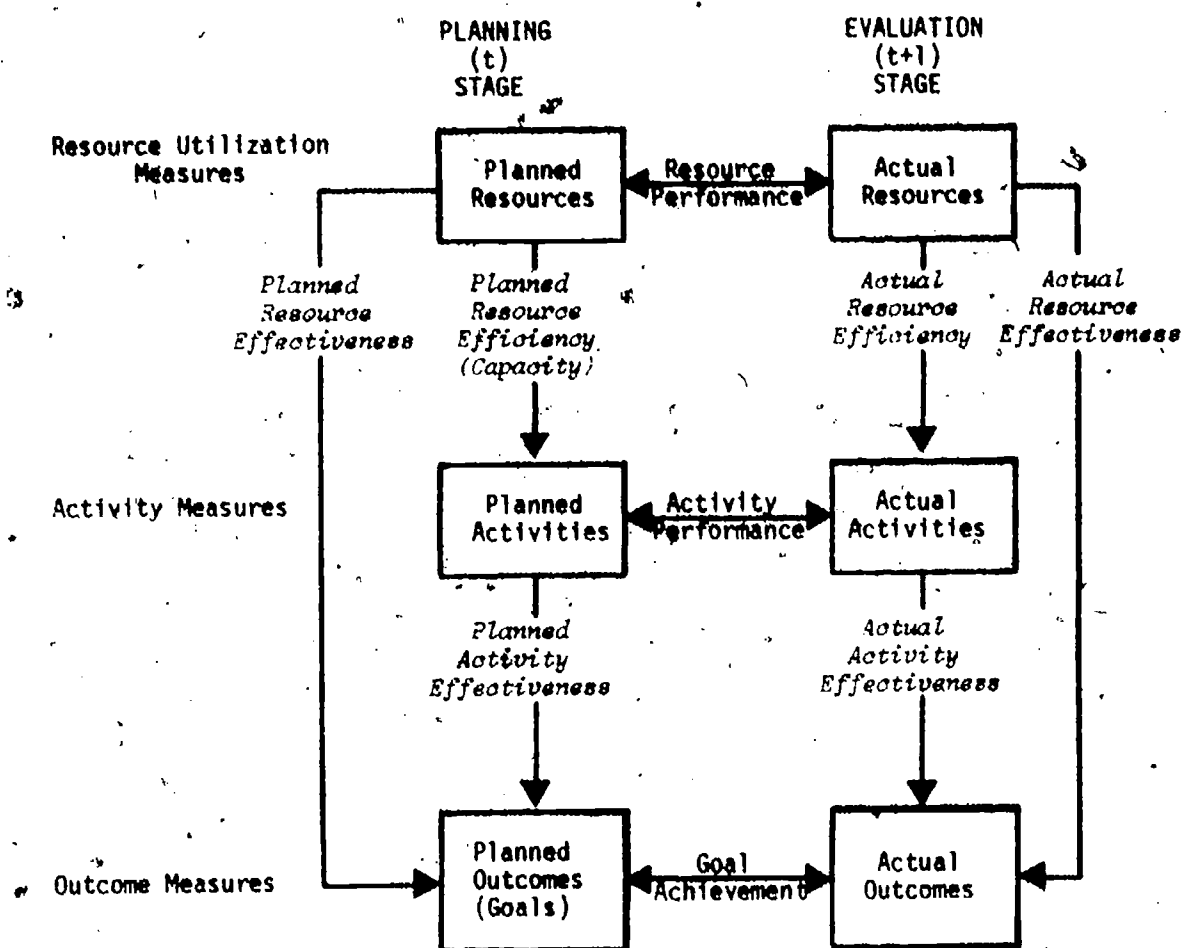 PLANNING
(t)
STAGE
EVALUATION
(t+1)
STAGE
Resource Utilization
Measures
Planned
Resources
Resource
Performance
Actual
Resources
Planned
Resource
Effectiveness
Planned
Resource
Efficiency
(Capacity)
Actual
Resource
Efficiency
Actual
Resource
Effectiveness
Activity Measures
Planned
Activities
Activity
Performance
Actual
Activities
Planned
Activity
Effectiveness
Actual
Activity
Effectiveness
Outcome Measures
Planned
Outcomes
(Goals)
Goal
Achievement
Actual
Outcomes